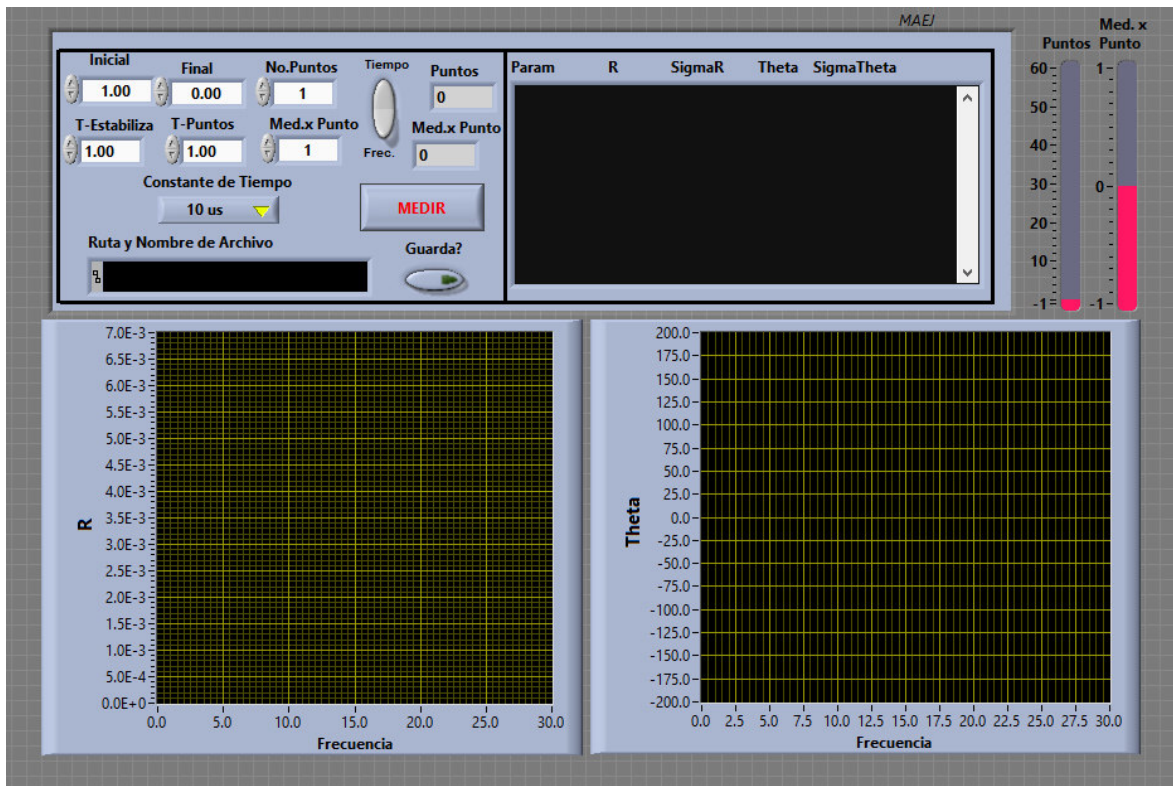 MAEJ
Inicial Final No.Puntos Tiempo Puntos
1.00 0.00 1 0
T-Estabiliza T-Puntos Med.x Punto Frec. Med.x Punto
1.00 1.00 1 0
Constante de Tiempo
10 us
MEDIR
Ruta y Nombre de Archivo
Guarda?
Param R SigmaR Theta SigmaTheta
Puntos
60
50
40
30
20
10
-1
Med. x
Punto
1
0
-1
R
7.0E-3
6.5E-3
6.0E-3
5.5E-3
5.0E-3
4.5E-3
4.0E-3
3.5E-3
3.0E-3
2.5E-3
2.0E-3
1.5E-3
1.0E-3
5.0E-4
0.0E+0
0.0 5.0 10.0 15.0 20.0 25.0 30.0
Frecuencia
Theta
200.0
175.0
150.0
125.0
100.0
75.0
50.0
25.0
0.0
-25.0
-50.0
-75.0
-100.0
-125.0
-150.0
-175.0
-200.0
0.0 2.5 5.0 7.5 10.0 12.5 15.0 17.5 20.0 22.5 25.0 27.5 30.0
Frecuencia